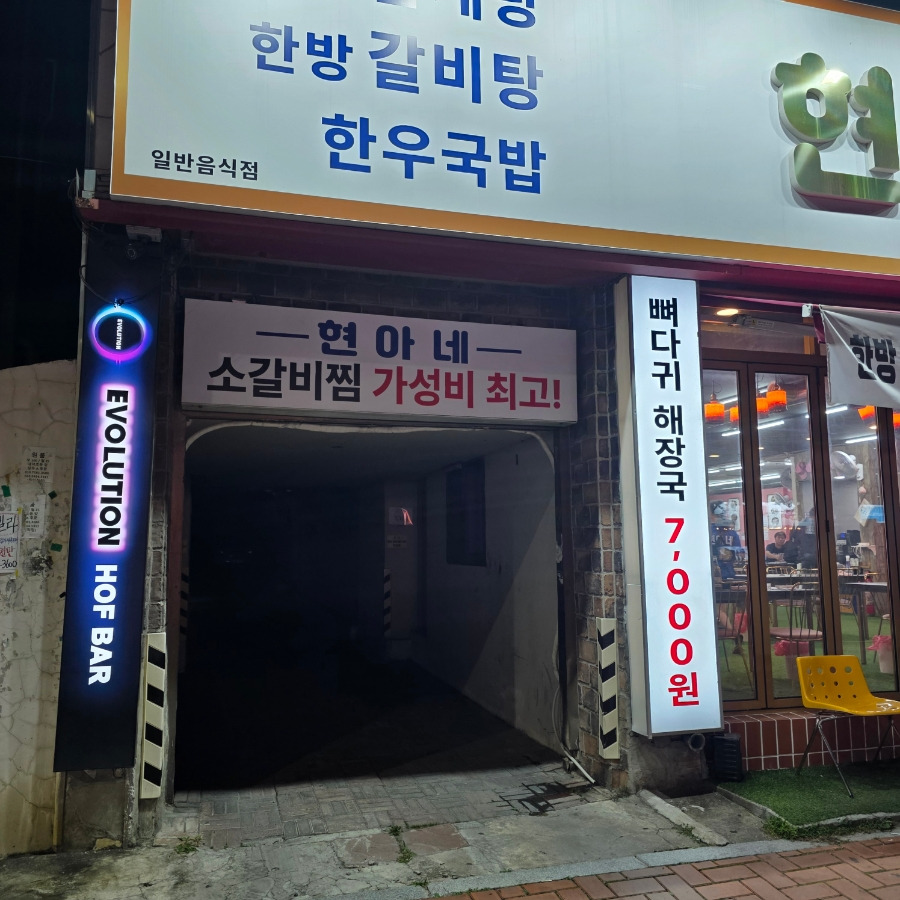 한방 갈비탕
한우국밥
일반음식점
현
현아네
소갈비찜 가성비 최고!
EVOLUTION
EVOLUTION HOF BAR
뼈다귀 해장국 7,000원
한방